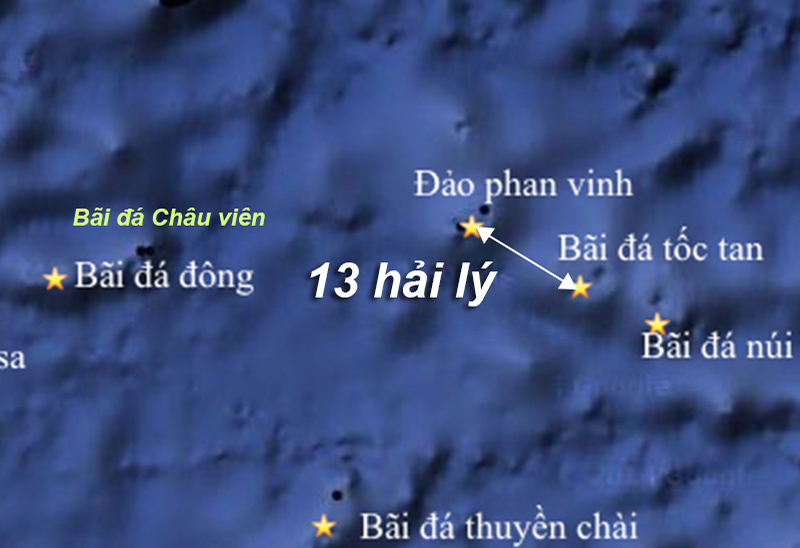 Đảo phan vinh
Bãi đá Châu viên
Bãi đá tốc tan
Bãi đá đông
13 hải lý
Bãi đá núi
sa
Google
Bãi đá thuyền chài